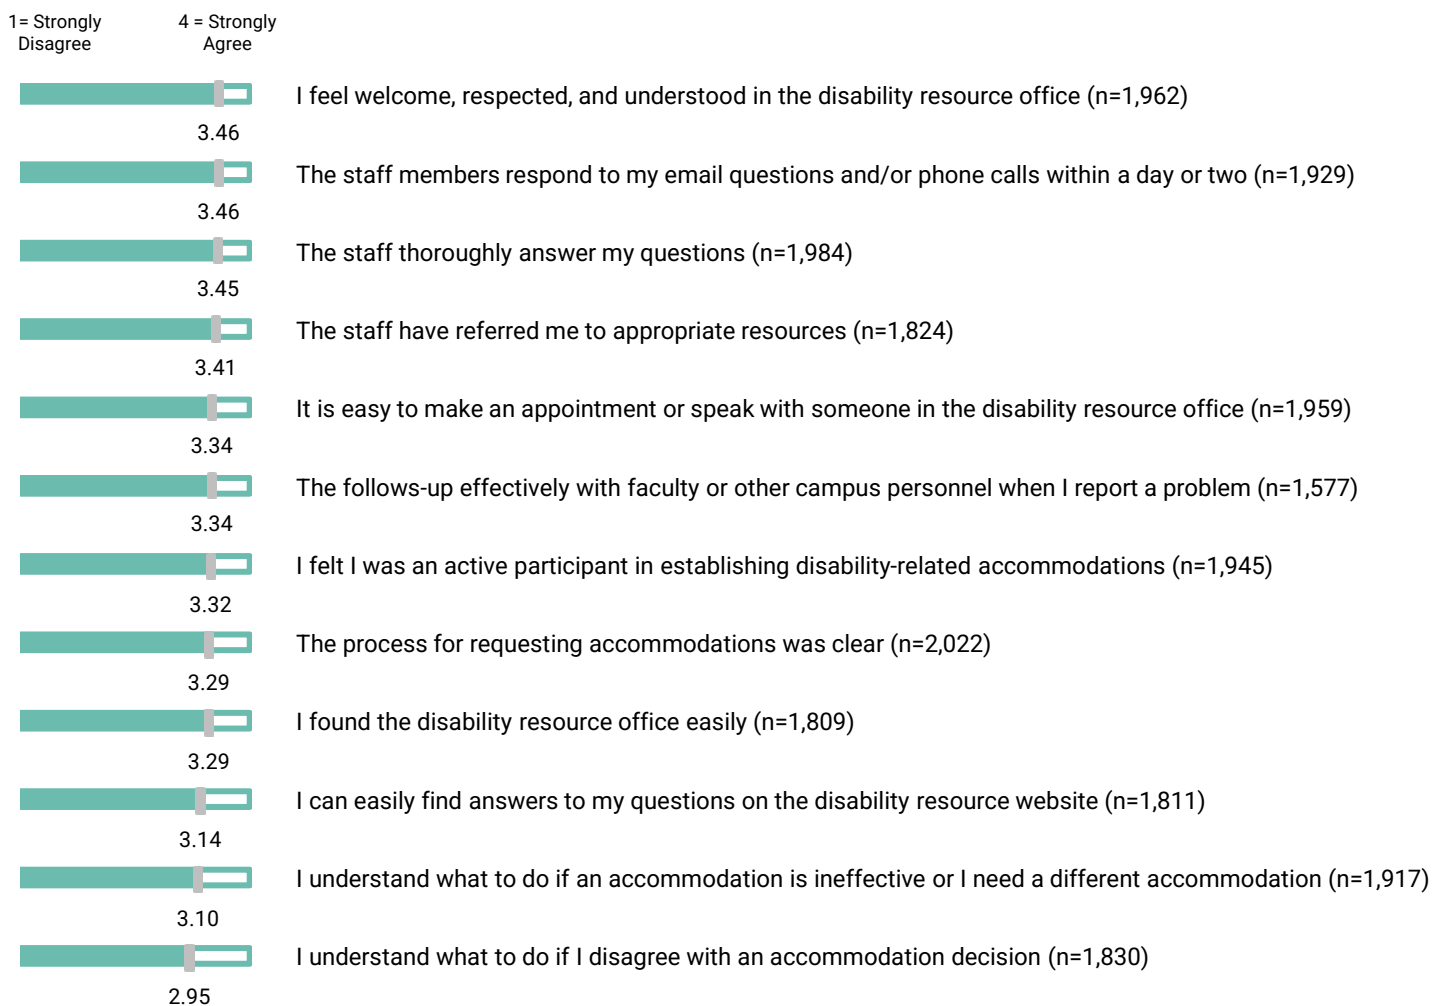 1= Strongly Disagree
4 = Strongly Agree
I feel welcome, respected, and understood in the disability resource office (n=1,962)
3.46
The staff members respond to my email questions and/or phone calls within a day or two (n=1,929)
3.46
The staff thoroughly answer my questions (n=1,984)
3.45
The staff have referred me to appropriate resources (n=1,824)
3.41
It is easy to make an appointment or speak with someone in the disability resource office (n=1,959)
3.34
The follows-up effectively with faculty or other campus personnel when I report a problem (n=1,577)
3.34
I felt I was an active participant in establishing disability-related accommodations (n=1,945)
3.32
The process for requesting accommodations was clear (n=2,022)
3.29
I found the disability resource office easily (n=1,809)
3.29
I can easily find answers to my questions on the disability resource website (n=1,811)
3.14
I understand what to do if an accommodation is ineffective or I need a different accommodation (n=1,917)
3.10
I understand what to do if I disagree with an accommodation decision (n=1,830)
2.95